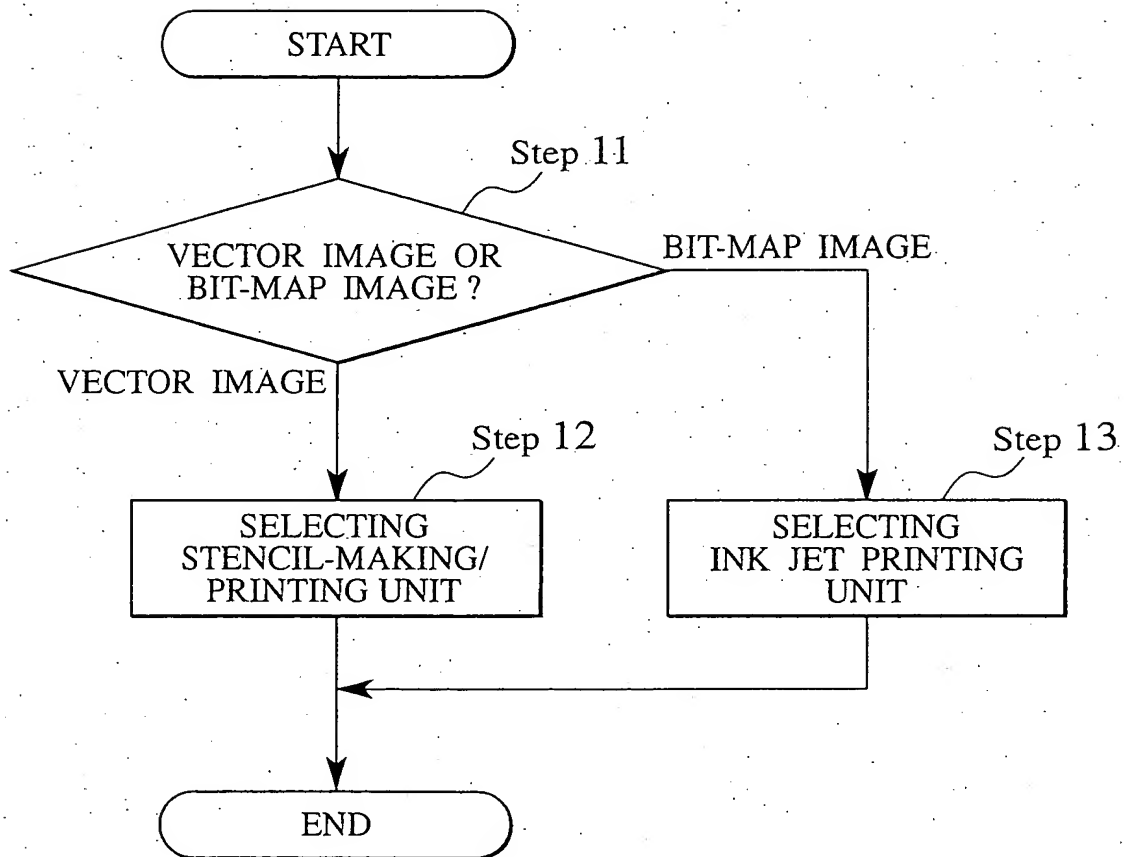 START
Step 11
VECTOR IMAGE OR
BIT-MAP IMAGE ?
BIT-MAP IMAGE
VECTOR IMAGE
Step 12
SELECTING
STENCIL-MAKING/
PRINTING UNIT
Step 13
SELECTING
INK JET PRINTING
UNIT
END